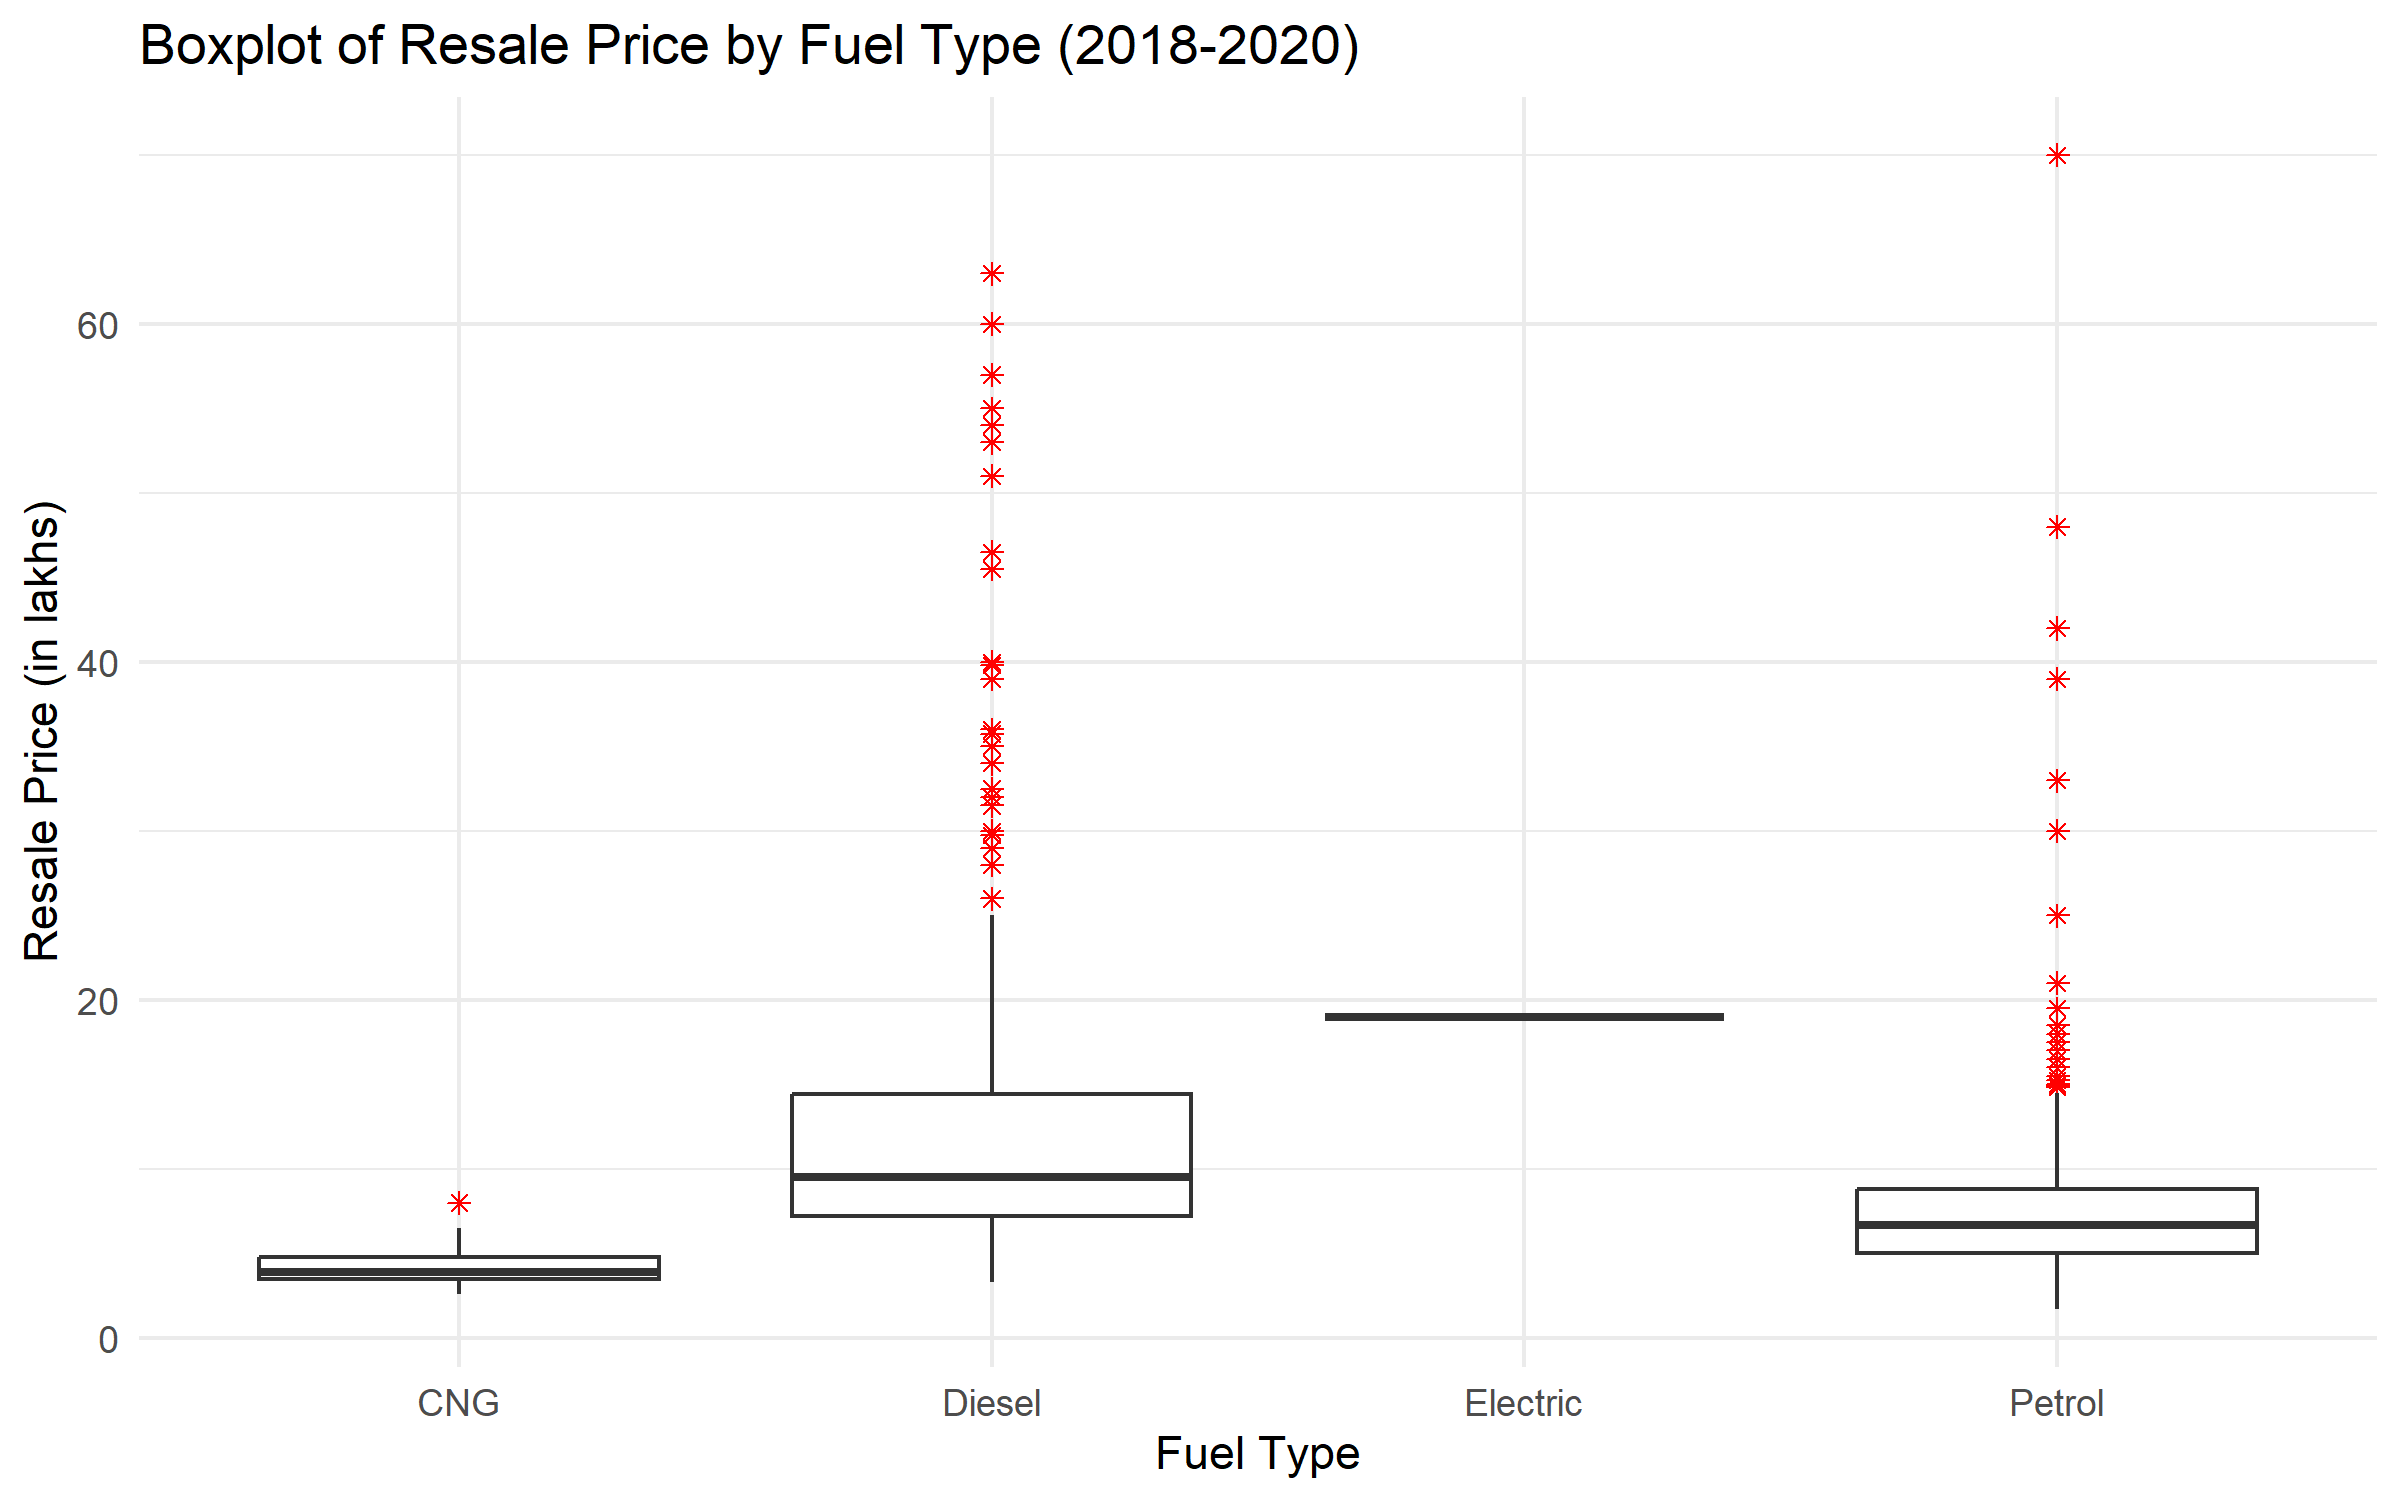 Boxplot of Resale Price by Fuel Type (2018-2020)
Resale Price (in lakhs)
60
40
20
0
CNG
Diesel
Electric
Petrol
Fuel Type